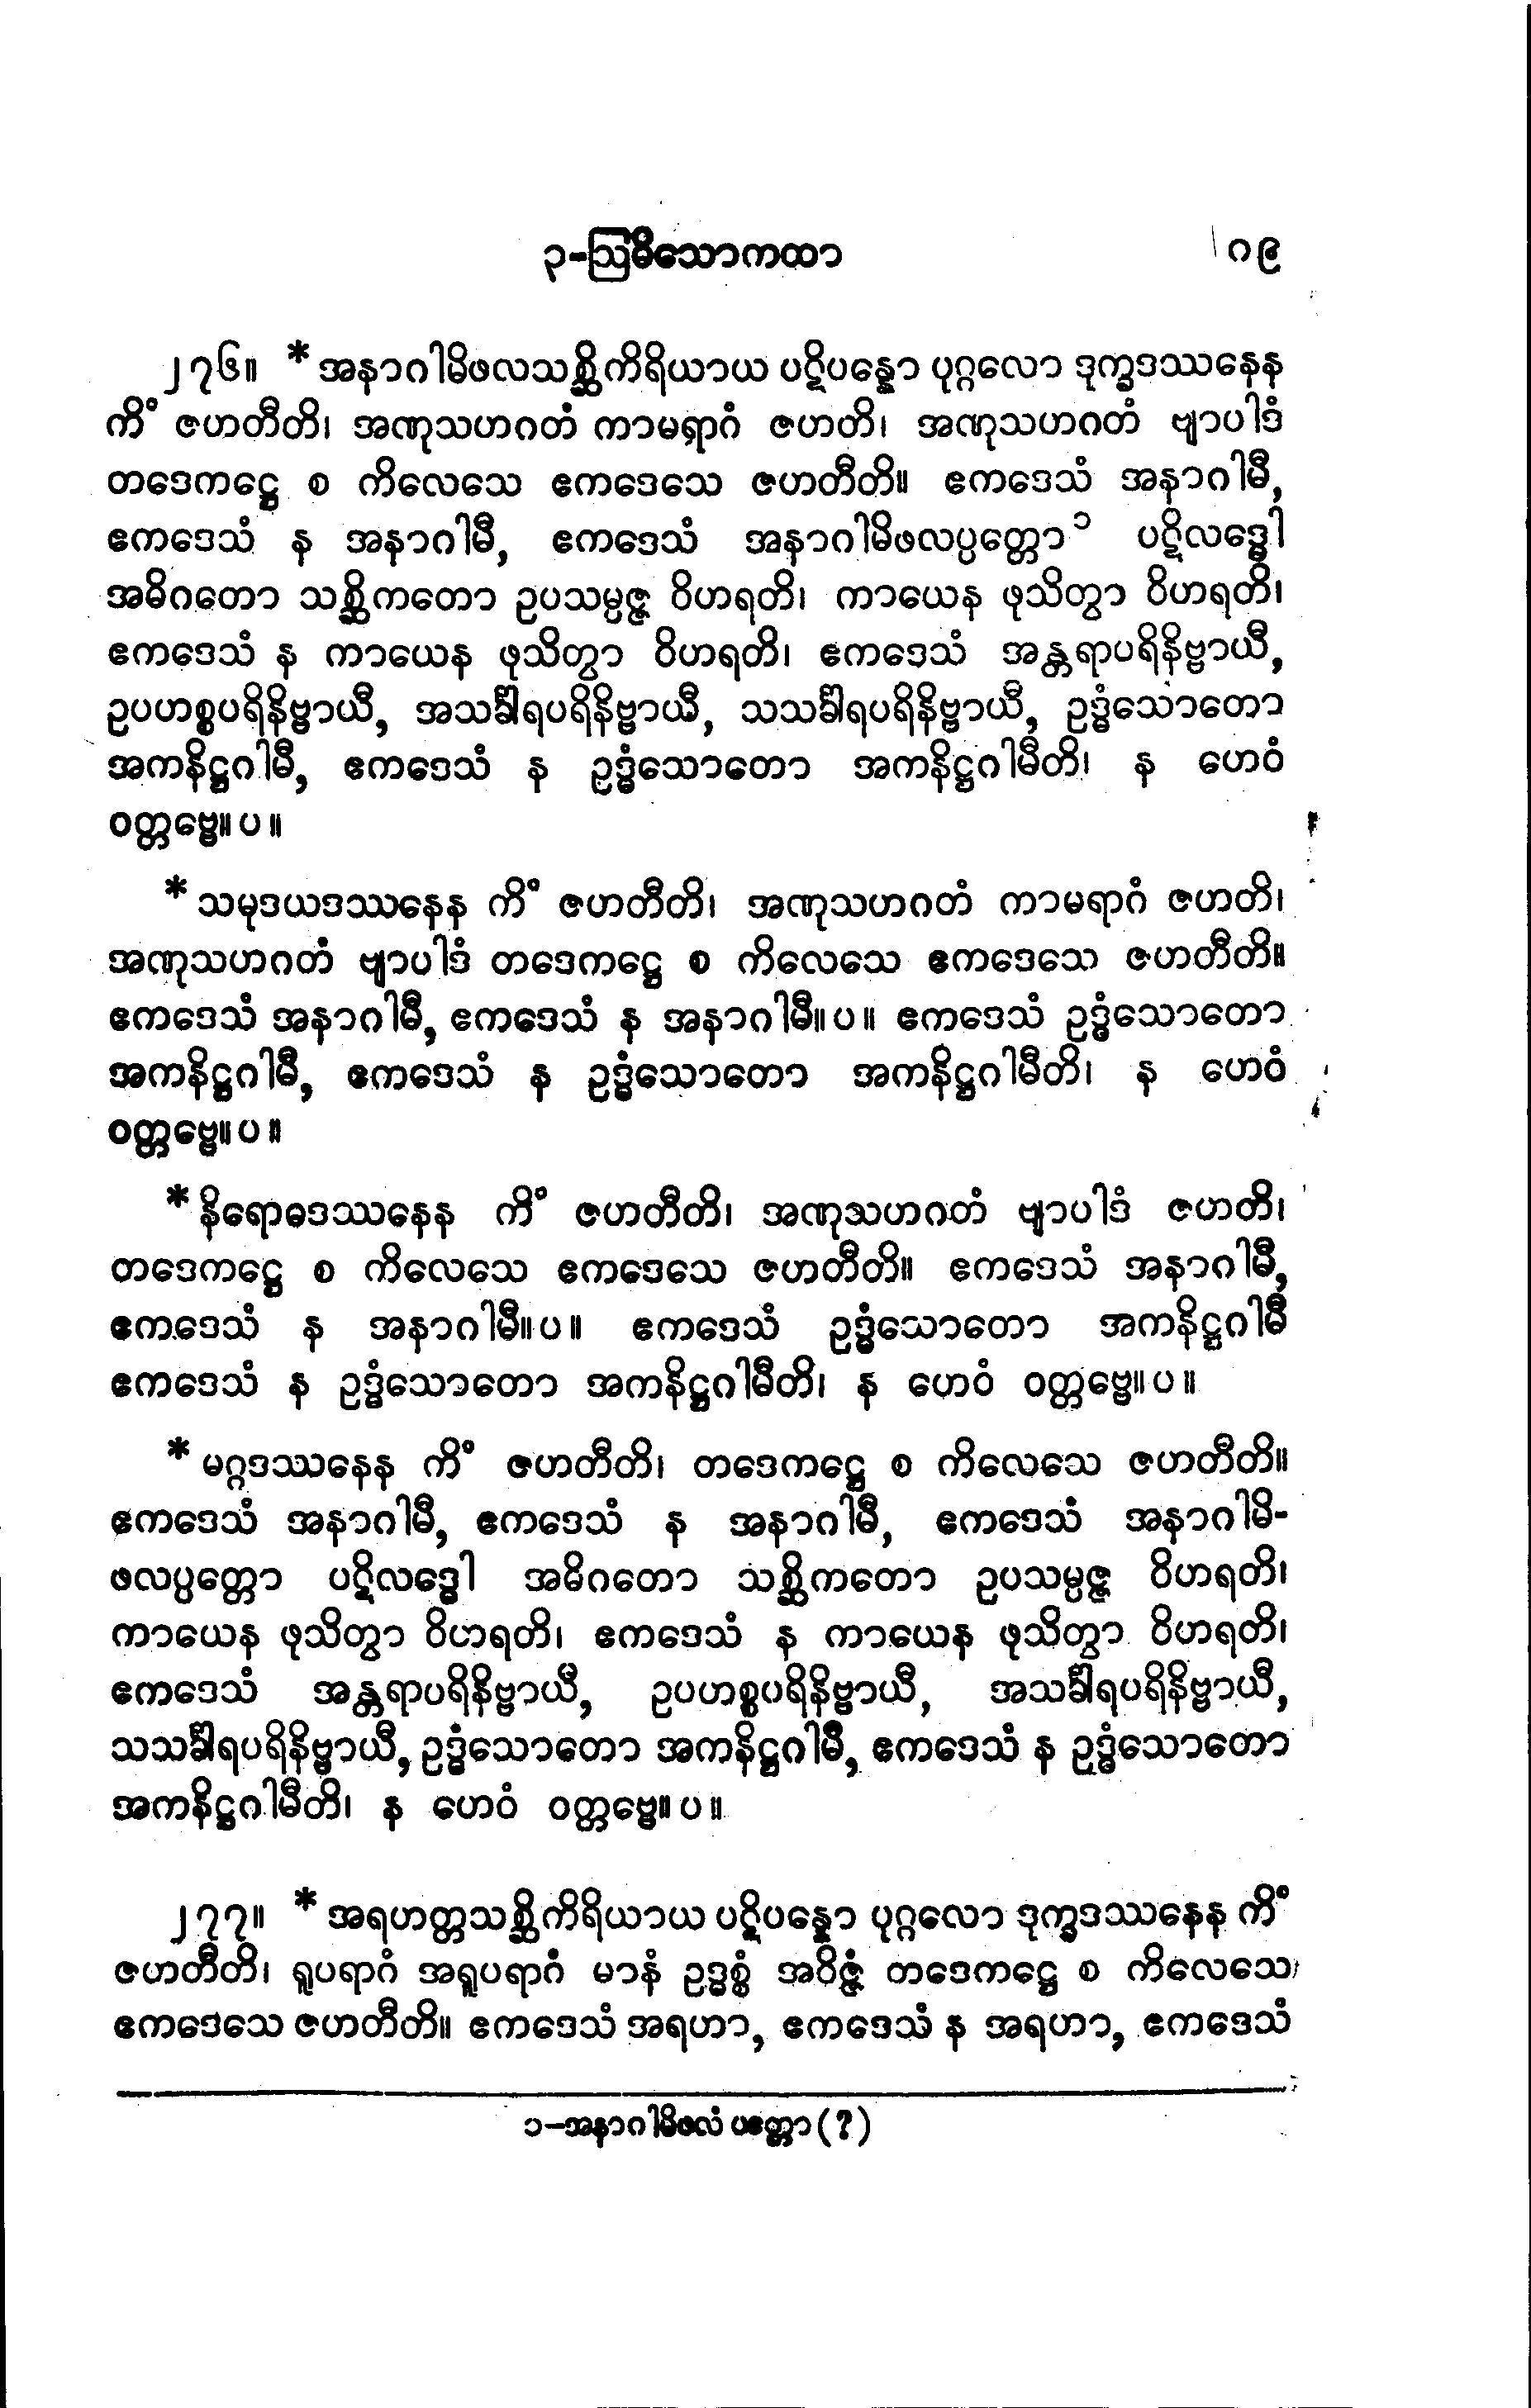 ၃-ဩဓိသောကထာ ၈၉
၂၇၆။ * အနာဂါမိဖလသစ္ဆိကိရိယာယ ပဋိပန္နော ပုဂ္ဂလော ဒုက္ခဒဿနေန
ကိံ ဇဟတီတိ၊ အဏုသဟဂတံ ကာမရာဂံ ဇဟတိ၊ အဏုသဟဂတံ ဗျာပါဒံ
တဒေကဋ္ဌေ စ ကိလေသေ ဧကဒေသေ ဇဟတီတိ။ ဧကဒေသံ အနာဂါမီ,
ဧကဒေသံ န အနာဂါမီ, ဧကဒေသံ အနာဂါမိဖလပ္ပတ္တော ၁ ပဋိလဒ္ဓေါ
အဓိဂတော သစ္ဆိကတော ဥပသမ္ပဇ္ဇ ဝိဟရတိ၊ ကာယေန ဖုသိတွာ ဝိဟရတိ၊
ဧကဒေသံ န ကာယေန ဖုသိတွာ ဝိဟရတိ၊ ဧကဒေသံ အန္တရာပရိနိဗ္ဗာယီ,
ဥပဟစ္စပရိနိဗ္ဗာယီ, အသင်္ခါရပရိနိဗ္ဗာယီ, သသင်္ခါရပရိနိဗ္ဗာယီ, ဥဒ္ဓံသောတော
အကနိဋ္ဌဂါမီ, ဧကဒေသံ န ဥဒ္ဓံသောတော အကနိဋ္ဌဂါမီတိ၊ န ဟေဝံ
ဝတ္တဗ္ဗေ။ ပ ။
* သမုဒယဒဿနေန ကိံ ဇဟတီတိ၊ အဏုသဟဂတံ ကာမရာဂံ ဇဟတိ၊
အဏုသဟဂတံ ဗျာပါဒံ တဒေကဋ္ဌေ စ ကိလေသေ ဧကဒေသေ ဇဟတီတိ။
ဧကဒေသံ အနာဂါမီ, ဧကဒေသံ န အနာဂါမီ။ ပ ။ ဧကဒေသံ ဥဒ္ဓံသောတော
အကနိဋ္ဌဂါမီ, ဧကဒေသံ န ဥဒ္ဓံသောတော အကနိဋ္ဌဂါမီတိ၊ န ဟေဝံ
ဝတ္တဗ္ဗေ။ ပ ။
* နိရောဓဒဿနေန ကိံ ဇဟတီတိ၊ အဏုသဟဂတံ ဗျာပါဒံ ဇဟတိ၊
တဒေကဋ္ဌေ စ ကိလေသေ ဧကဒေသေ ဇဟတီတိ။ ဧကဒေသံ အနာဂါမီ,
ဧကဒေသံ န အနာဂါမီ။ ပ ။ ဧကဒေသံ ဥဒ္ဓံသောတော အကနိဋ္ဌဂါမီ
ဧကဒေသံ န ဥဒ္ဓံသောတော အကနိဋ္ဌဂါမီတိ၊ န ဟေဝံ ဝတ္တဗ္ဗေ။ ပ ။
* မဂ္ဂဒဿနေန ကိံ ဇဟတီတိ၊ တဒေကဋ္ဌေ စ ကိလေသေ ဇဟတီတိ။
ဧကဒေသံ အနာဂါမီ, ဧကဒေသံ န အနာဂါမီ, ဧကဒေသံ အနာဂါမိ-
ဖလပ္ပတ္တော ပဋိလဒ္ဓေါ အဓိဂတော သစ္ဆိကတော ဥပသမ္ပဇ္ဇ ဝိဟရတိ၊
ကာယေန ဖုသိတွာ ဝိဟရတိ၊ ဧကဒေသံ န ကာယေန ဖုသိတွာ ဝိဟရတိ၊
ဧကဒေသံ အန္တရာပရိနိဗ္ဗာယီ, ဥပဟစ္စပရိနိဗ္ဗာယီ, အသင်္ခါရပရိနိဗ္ဗာယီ,
သသင်္ခါရပရိနိဗ္ဗာယီ, ဥဒ္ဓံသောတော အကနိဋ္ဌဂါမီ, ဧကဒေသံ န ဥဒ္ဓံသောတော
အကနိဋ္ဌဂါမီတိ၊ န ဟေဝံ ဝတ္တဗ္ဗေ။ ပ ။
၂၇၇။ * အရဟတ္တသစ္ဆိကိရိယာယ ပဋိပန္နော ပုဂ္ဂလော ဒုက္ခဒဿနေန ကိံ
ဇဟတီတိ၊ ရူပရာဂံ အရူပရာဂံ မာနံ ဥဒ္ဓစ္စံ အဝိဇ္ဇံ တဒေကဋ္ဌေ စ ကိလေသေ
ဧကဒေသေ ဇဟတီတိ။ ဧကဒေသံ အရဟာ, ဧကဒေသံ န အရဟာ, ဧကဒေသံ
၁-အနာဂါမိဖလံ ပတ္တော (?)